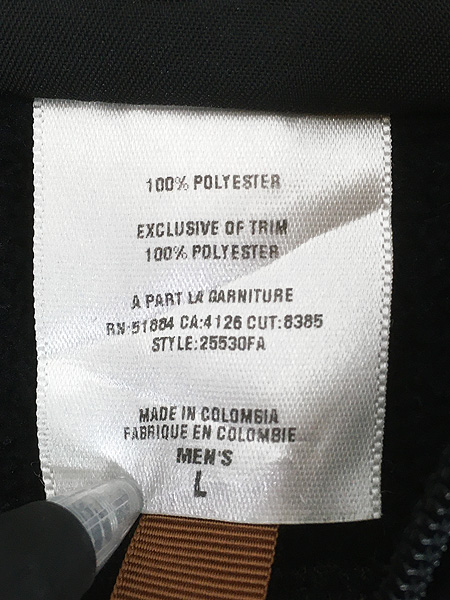 100% POLYESTER
EXCLUSIVE OF TRIM
100% POLYESTER
A PART LA GARNITURE
RN:51884 CA:4126 CUT:8385
STYLE:25530FA
MADE IN COLOMBIA
FABRIQUE EN COLOMBIE
MEN'S
L